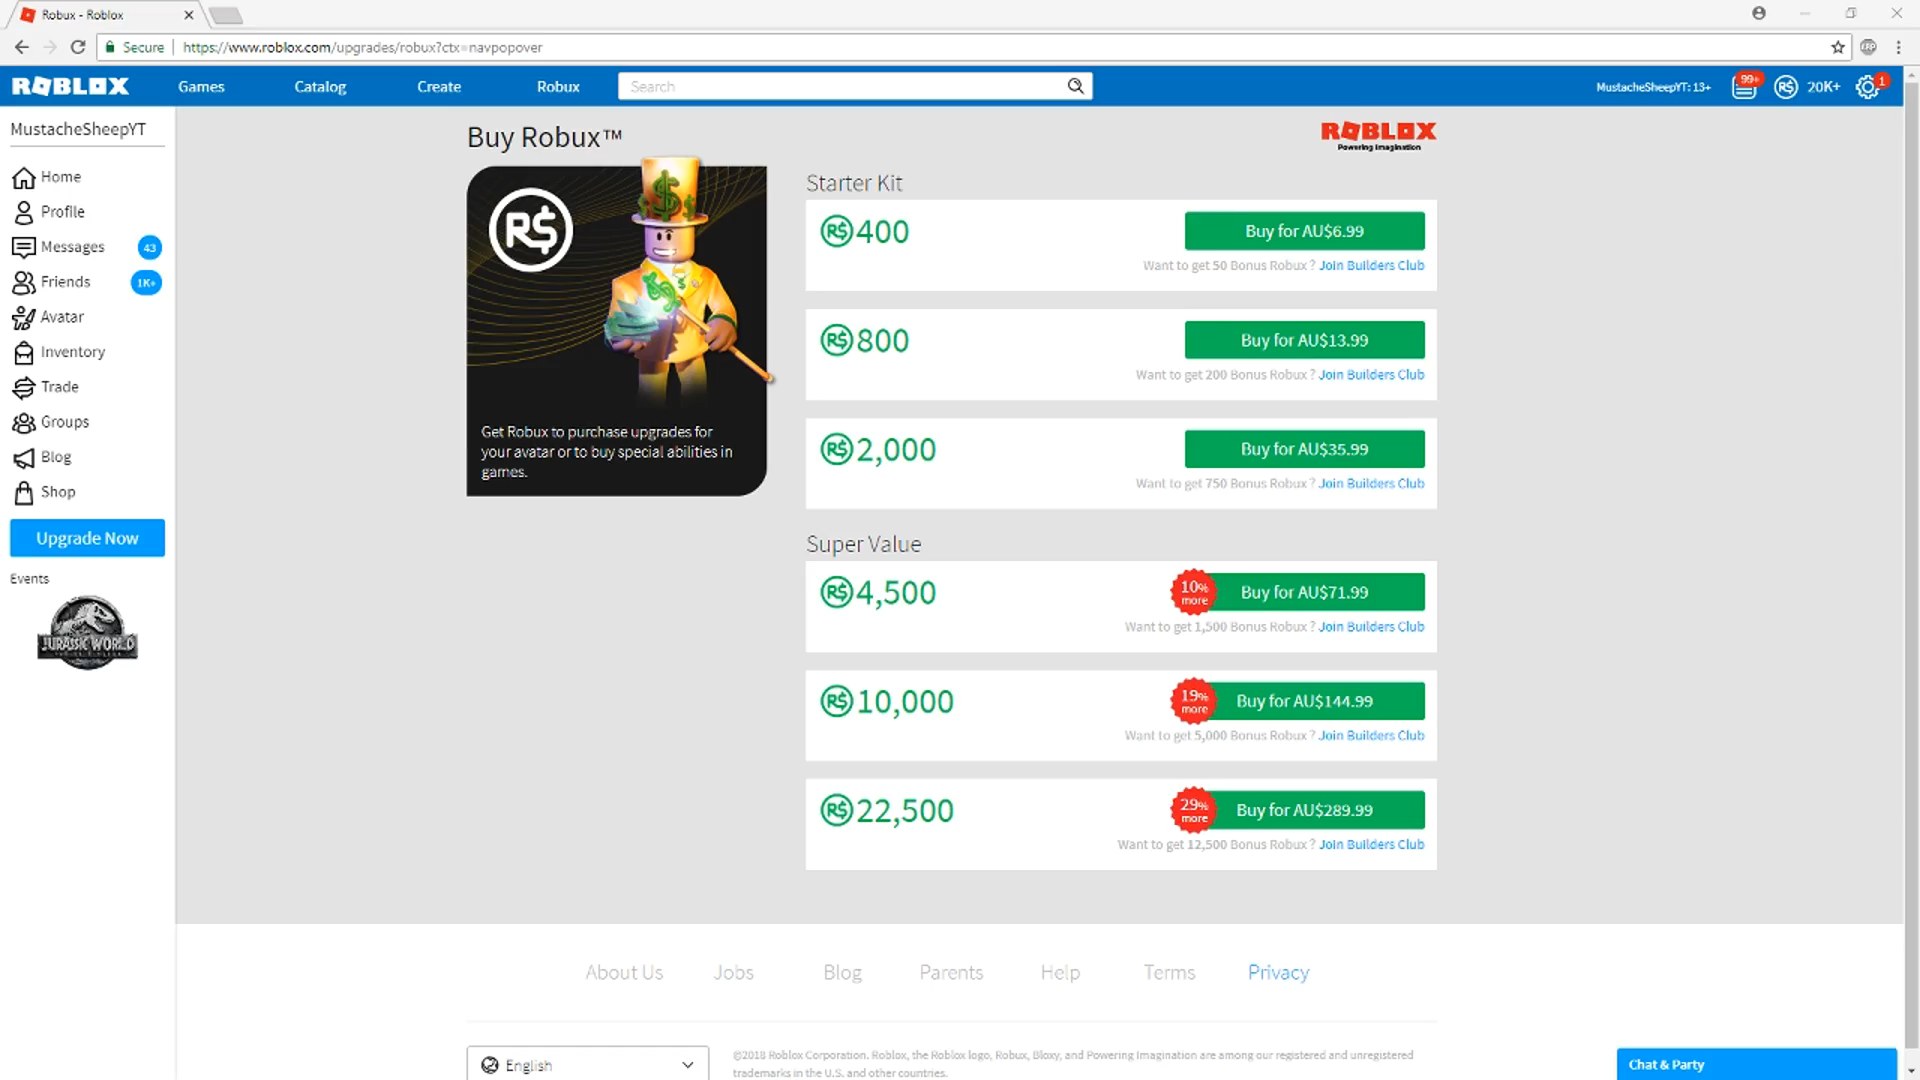 Robux - Roblox
Secure
https://www.roblox.com/upgrades/robux?ctx=navpopover
ROBLOX
Games
Catalog
Create
Robux
Search
MustacheSheepYT: 13+
99+
R$
20K+
1
MustacheSheepYT
Home
Profile
Messages
43
Friends
1K+
Avatar
Inventory
Trade
Groups
Blog
Shop
Upgrade Now
Events
JURASSIC WORLD
Buy Robux™
ROBLOX
Powering Imagination
R$
Get Robux to purchase upgrades for
your avatar or to buy special abilities in
games.
Starter Kit
R$ 400
Buy for AU$6.99
Want to get 50 Bonus Robux ? Join Builders Club
R$ 800
Buy for AU$13.99
Want to get 200 Bonus Robux ? Join Builders Club
R$ 2,000
Buy for AU$35.99
Want to get 750 Bonus Robux ? Join Builders Club
Super Value
R$ 4,500
10%
more
Buy for AU$71.99
Want to get 1,500 Bonus Robux ? Join Builders Club
R$ 10,000
19%
more
Buy for AU$144.99
Want to get 5,000 Bonus Robux ? Join Builders Club
R$ 22,500
29%
more
Buy for AU$289.99
Want to get 12,500 Bonus Robux ? Join Builders Club
About Us
Jobs
Blog
Parents
Help
Terms
Privacy
English
©2018 Roblox Corporation. Roblox, the Roblox logo, Robux, Bloxy, and Powering Imagination are among our registered and unregistered
trademarks in the U.S. and other countries.
Chat & Party